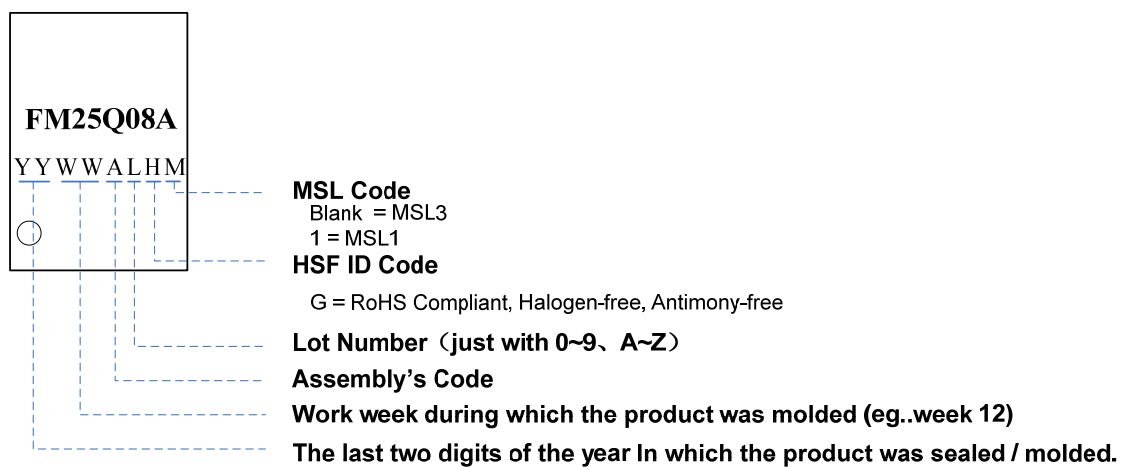 FM25Q08A
YYWWALHM
MSL Code
Blank = MSL3
1 = MSL1
HSF ID Code
G = RoHS Compliant, Halogen-free, Antimony-free
Lot Number（just with 0~9、A~Z）
Assembly's Code
Work week during which the product was molded (eg..week 12)
The last two digits of the year In which the product was sealed / molded.